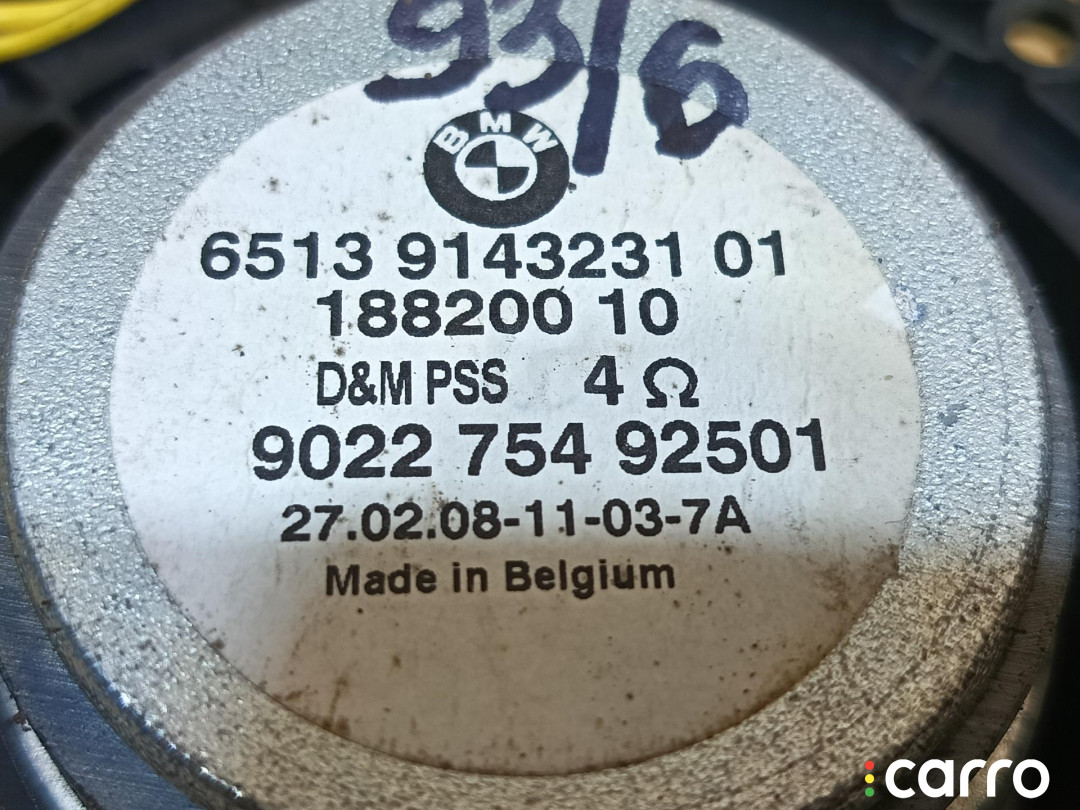 93/6
BMW
6513 9143231 01
188200 10
D&M PSS 4 Ω
9022 754 92501
27.02.08-11-03-7A
Made in Belgium
carro